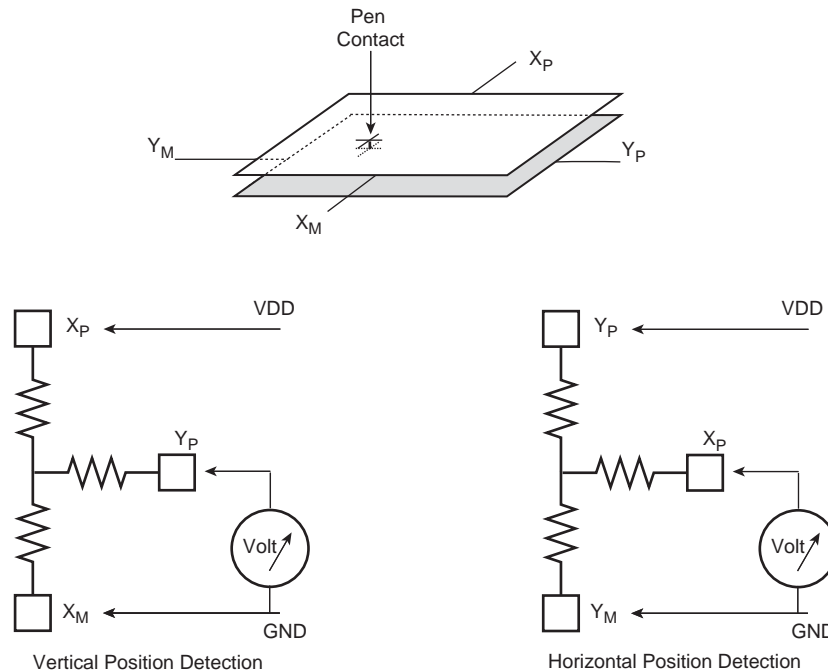 Pen
Contact
X_P
Y_M
Y_P
X_M
VDD
VDD
X_P
Y_P
Y_P
X_P
Volt
Volt
X_M
Y_M
GND
GND
Vertical Position Detection
Horizontal Position Detection